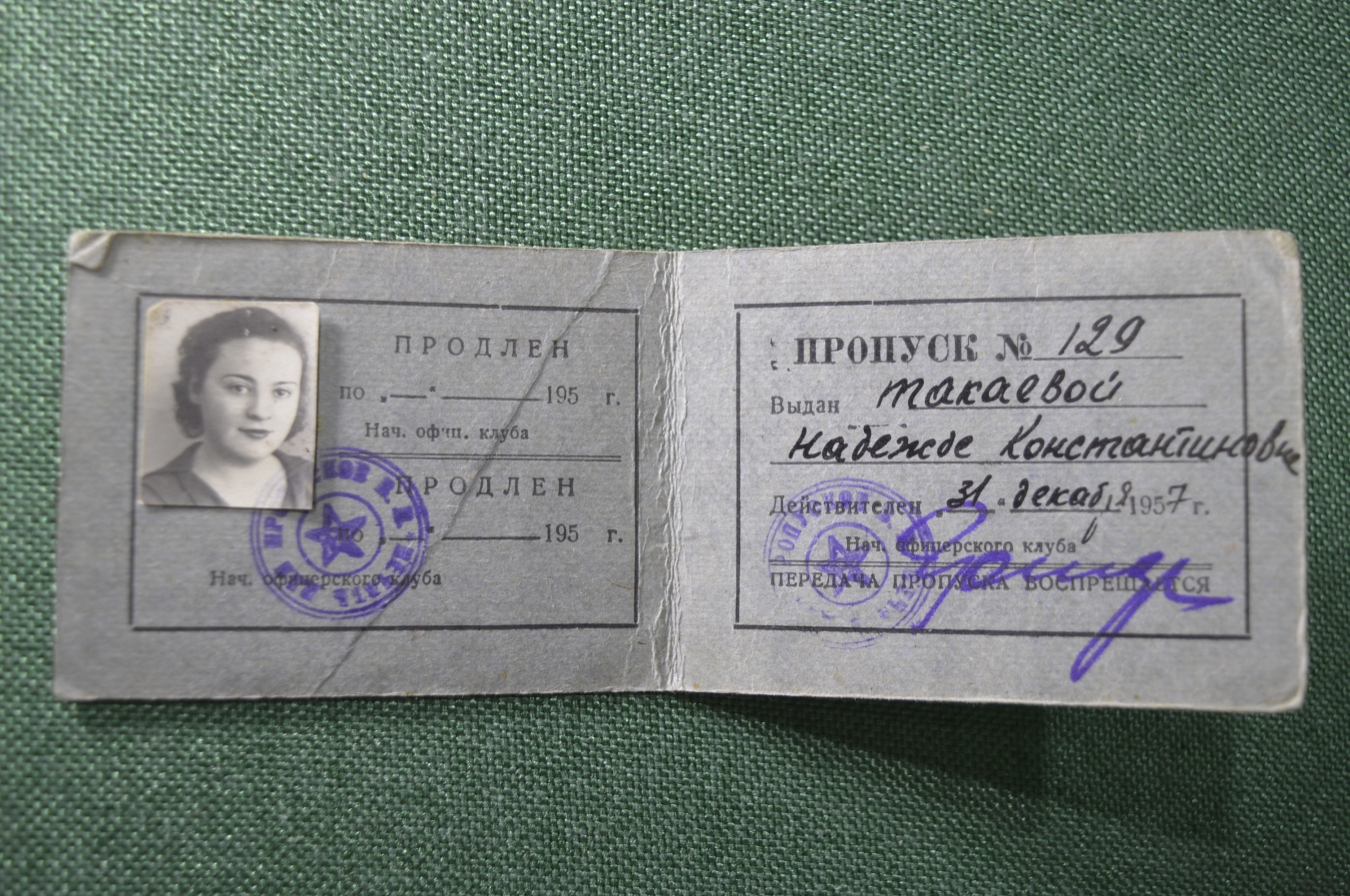 ПРОДЛЕН
по „—“ 195 г.
Нач. офиц. клуба
ПРОДЛЕН
по „—“ 195 г.
Нач. офицерского клуба
ПРОПУСК № 129
Выдан Такаевой
Надежде Константиновне
Действителен „31“ декабря 1957 г.
Нач. офицерского клуба
ПЕРЕДАЧА ПРОПУСКА ВОСПРЕЩАЕТСЯ